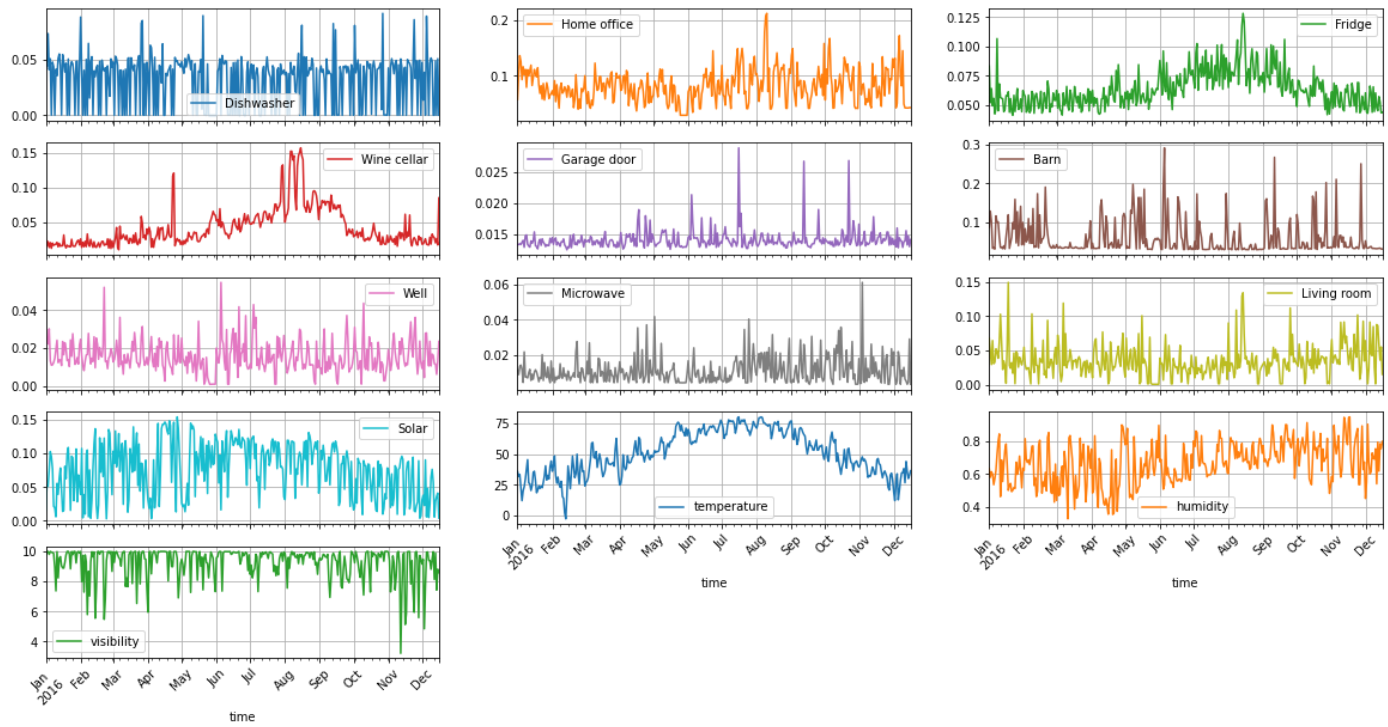 Dishwasher
0.05
0.00
Home office
0.2
0.1
Fridge
0.125
0.100
0.075
0.050
Wine cellar
0.15
0.10
0.05
Garage door
0.025
0.020
0.015
Barn
0.3
0.2
0.1
Well
0.04
0.02
0.00
Microwave
0.06
0.04
0.02
Living room
0.15
0.10
0.05
0.00
Solar
0.15
0.10
0.05
0.00
temperature
75
50
25
0
Jan 2016
Feb
Mar
Apr
May
Jun
Jul
Aug
Sep
Oct
Nov
Dec
time
humidity
0.8
0.6
0.4
Jan 2016
Feb
Mar
Apr
May
Jun
Jul
Aug
Sep
Oct
Nov
Dec
time
visibility
10
8
6
4
Jan 2016
Feb
Mar
Apr
May
Jun
Jul
Aug
Sep
Oct
Nov
Dec
time